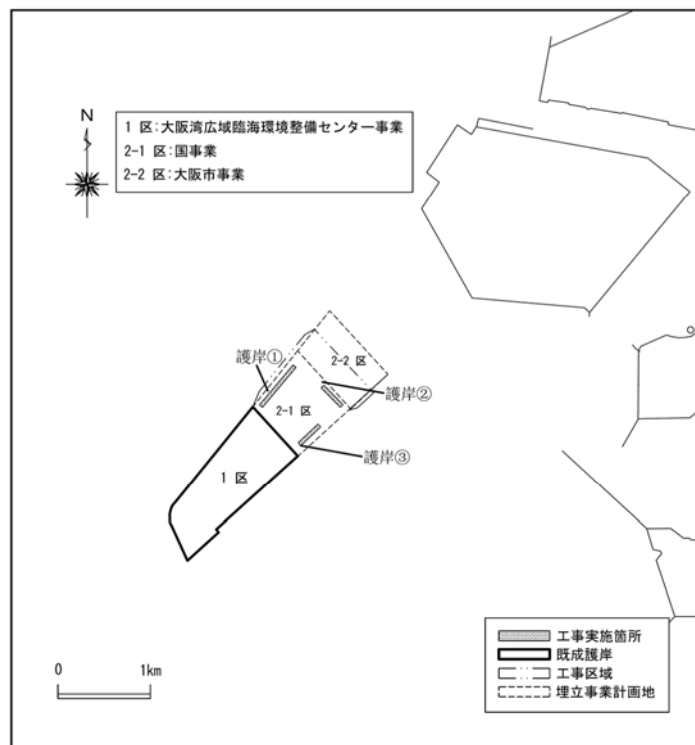 N
1 区:大阪湾広域臨海環境整備センター事業
2-1 区:国事業
2-2 区:大阪市事業
護岸①
2-2 区
護岸②
2-1 区
護岸③
1 区
工事実施箇所
既成護岸
工事区域
埋立事業計画地
0 1km